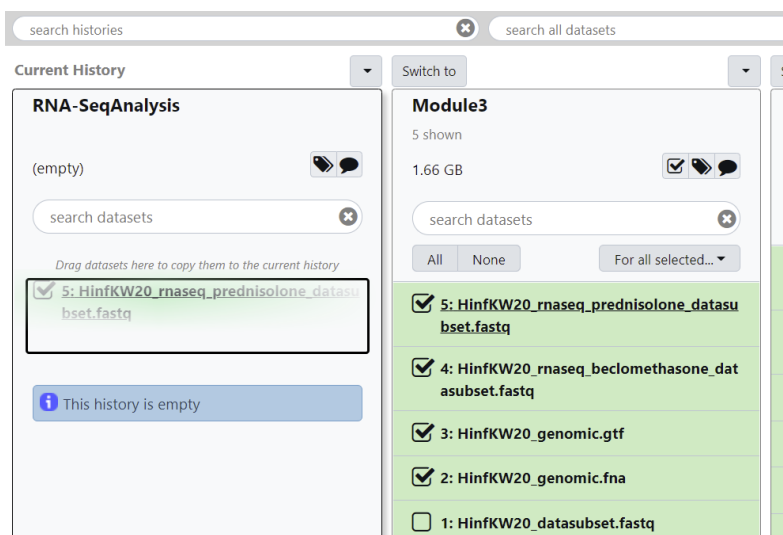 search histories
search all datasets
Current History
Switch to
RNA-SeqAnalysis
(empty)
search datasets
Drag datasets here to copy them to the current history
5: HinfKW20_rnaseq_prednisolone_datasu
bset.fastq
This history is empty
Module3
5 shown
1.66 GB
search datasets
All
None
For all selected...
5: HinfKW20_rnaseq_prednisolone_datasu
bset.fastq
4: HinfKW20_rnaseq_beclomethasone_dat
asubset.fastq
3: HinfKW20_genomic.gtf
2: HinfKW20_genomic.fna
1: HinfKW20_datasubset.fastq